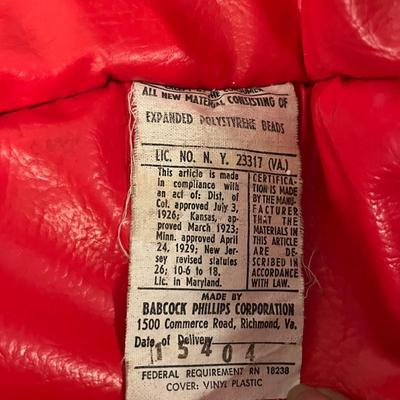 BY THE CONSUMER
ALL NEW MATERIAL CONSISTING OF
EXPANDED POLYSTYRENE BEADS
LIC. NO. N. Y. 23317 (VA.)
This article is made
in compliance with
an act of: Dist. of
Col. approved July 3,
1926; Kansas, ap-
proved March 1923;
Minn. approved April
24, 1929; New Jer-
sey revised statutes
26; 10-6 to 18.
Lic. in Maryland.
CERTIFICA-
TION IS MADE
BY THE MANU-
FACTURER
THAT THE
MATERIALS IN
THIS ARTICLE
ARE DE-
SCRIBED IN
ACCORDANCE
WITH LAW.
MADE BY
BABCOCK PHILLIPS CORPORATION
1500 Commerce Road, Richmond, Va.
Date of Delivery
15404
FEDERAL REQUIREMENT RN 18238
COVER: VINYL PLASTIC